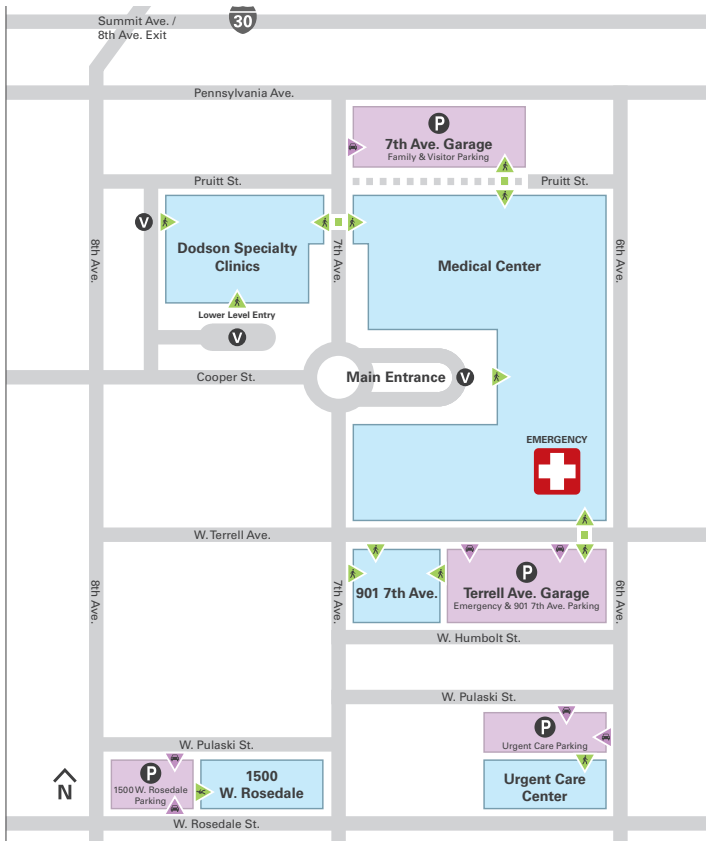 Summit Ave. /
8th Ave. Exit
30
Pennsylvania Ave.
P
7th Ave. Garage
Family & Visitor Parking
Pruitt St.
Pruitt St.
V
Dodson Specialty
Clinics
Medical Center
8th Ave.
7th Ave.
6th Ave.
Lower Level Entry
V
Cooper St.
Main Entrance
V
EMERGENCY
W. Terrell Ave.
8th Ave.
7th Ave.
6th Ave.
901 7th Ave.
P
Terrell Ave. Garage
Emergency & 901 7th Ave. Parking
W. Humbolt St.
W. Pulaski St.
P
Urgent Care Parking
W. Pulaski St.
P
1500 W. Rosedale
Parking
1500
W. Rosedale
Urgent Care
Center
N
W. Rosedale St.